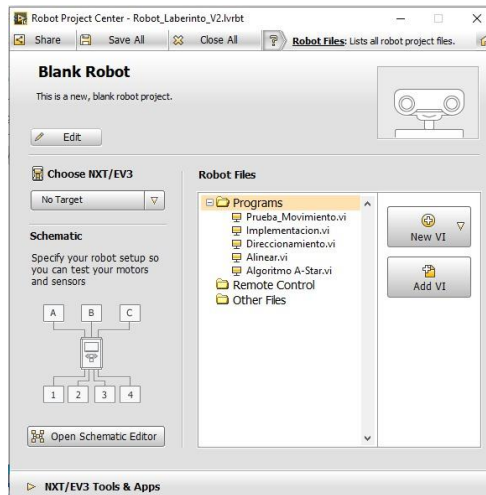 Robot Project Center - Robot_Laberinto_V2.lvrbt
Share Save All Close All ? Robot Files: Lists all robot project files.
Blank Robot
This is a new, blank robot project.
Edit
Choose NXT/EV3
No Target
Schematic
Specify your robot setup so
you can test your motors
and sensors
A B C
1 2 3 4
Open Schematic Editor
Robot Files
Programs
Prueba_Movimiento.vi
Implementacion.vi
Direccionamiento.vi
Alinear.vi
Algoritmo A-Star.vi
Remote Control
Other Files
New VI
Add VI
NXT/EV3 Tools & Apps